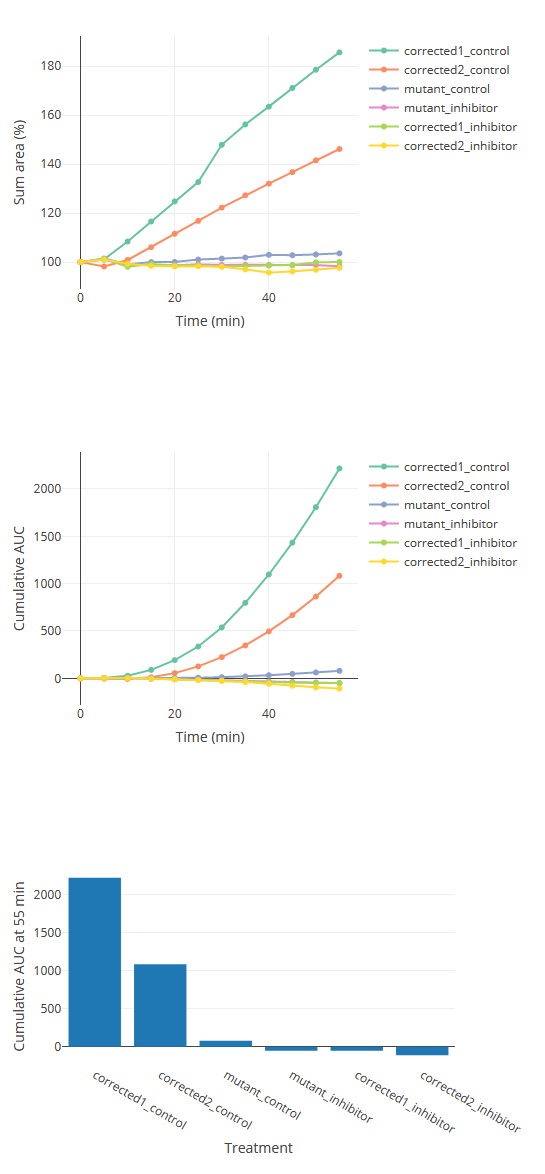 corrected1_control
corrected2_control
mutant_control
mutant_inhibitor
corrected1_inhibitor
corrected2_inhibitor
Sum area (%)
180
160
140
120
100
0 20 40
Time (min)
corrected1_control
corrected2_control
mutant_control
mutant_inhibitor
corrected1_inhibitor
corrected2_inhibitor
Cumulative AUC
2000
1500
1000
500
0
0 20 40
Time (min)
Cumulative AUC at 55 min
2000
1500
1000
500
0
corrected1_control
corrected2_control
mutant_control
mutant_inhibitor
corrected1_inhibitor
corrected2_inhibitor
Treatment